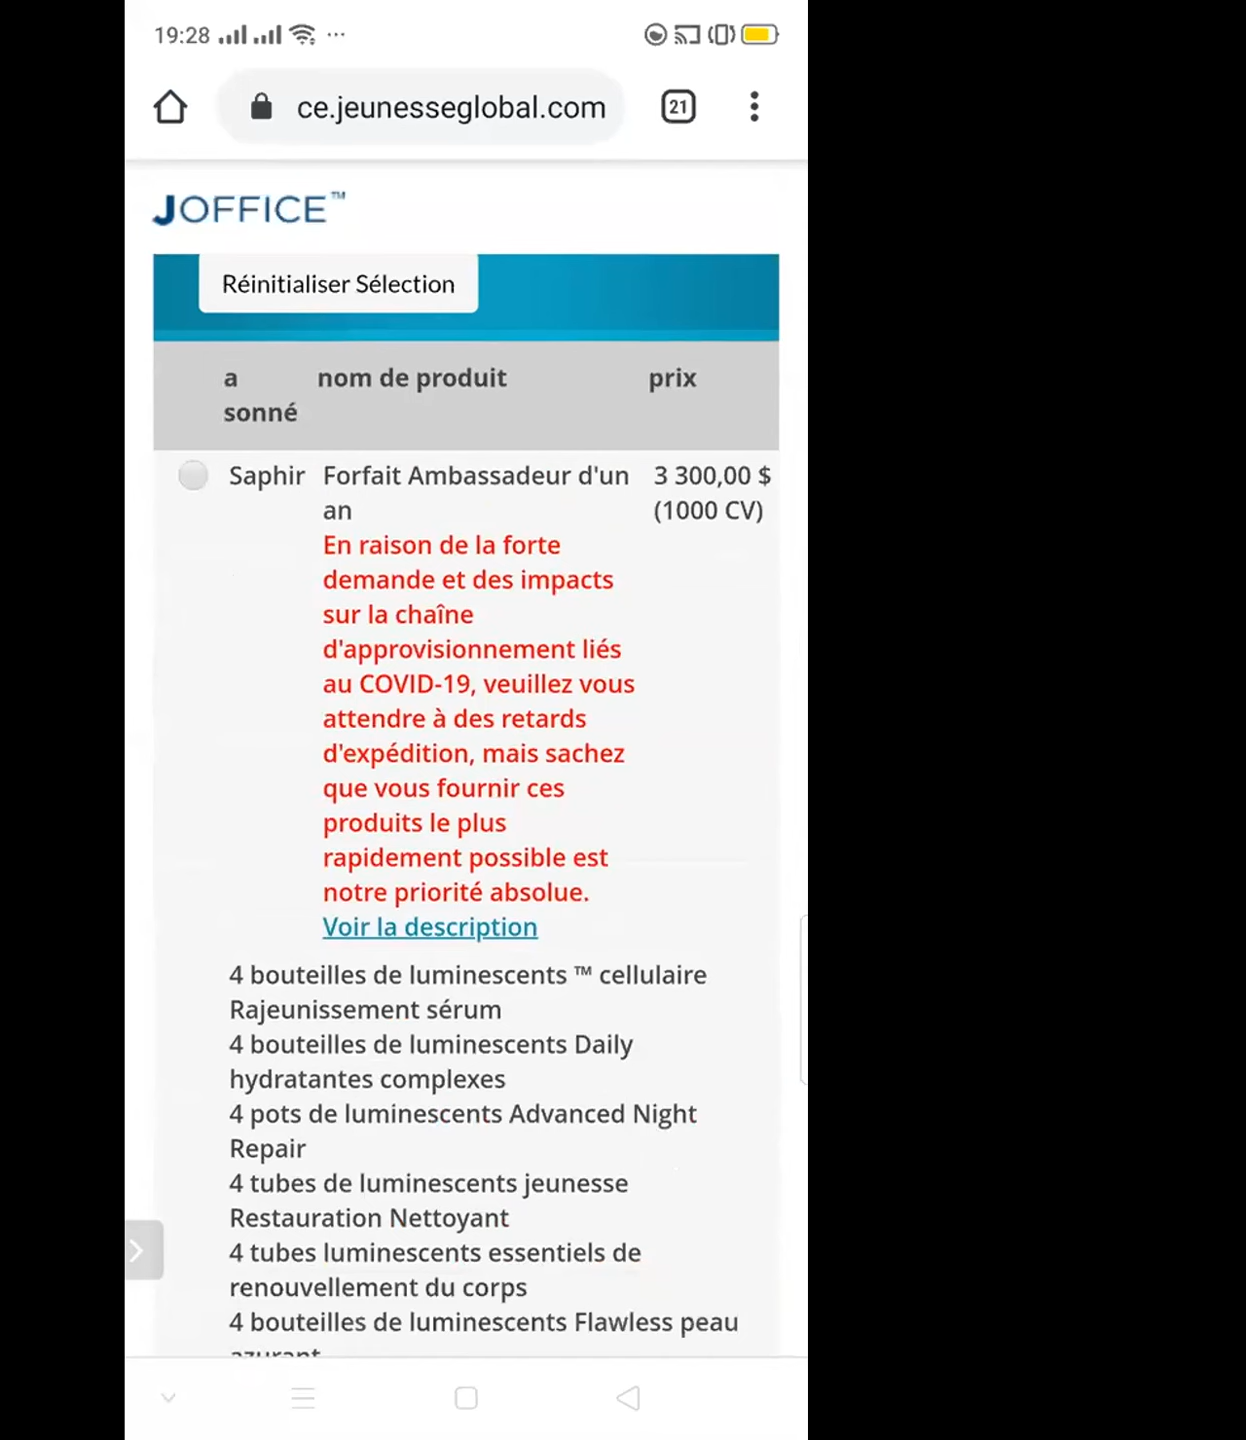 19:28
ce.jeunesseglobal.com
21
JOFFICE™
Réinitialiser Sélection
a nom de produit prix
sonné
Saphir Forfait Ambassadeur d'un 3 300,00 $
an (1000 CV)
En raison de la forte
demande et des impacts
sur la chaîne
d'approvisionnement liés
au COVID-19, veuillez vous
attendre à des retards
d'expédition, mais sachez
que vous fournir ces
produits le plus
rapidement possible est
notre priorité absolue.
Voir la description
4 bouteilles de luminescents ™ cellulaire
Rajeunissement sérum
4 bouteilles de luminescents Daily
hydratantes complexes
4 pots de luminescents Advanced Night
Repair
4 tubes de luminescents jeunesse
Restauration Nettoyant
4 tubes luminescents essentiels de
renouvellement du corps
4 bouteilles de luminescents Flawless peau